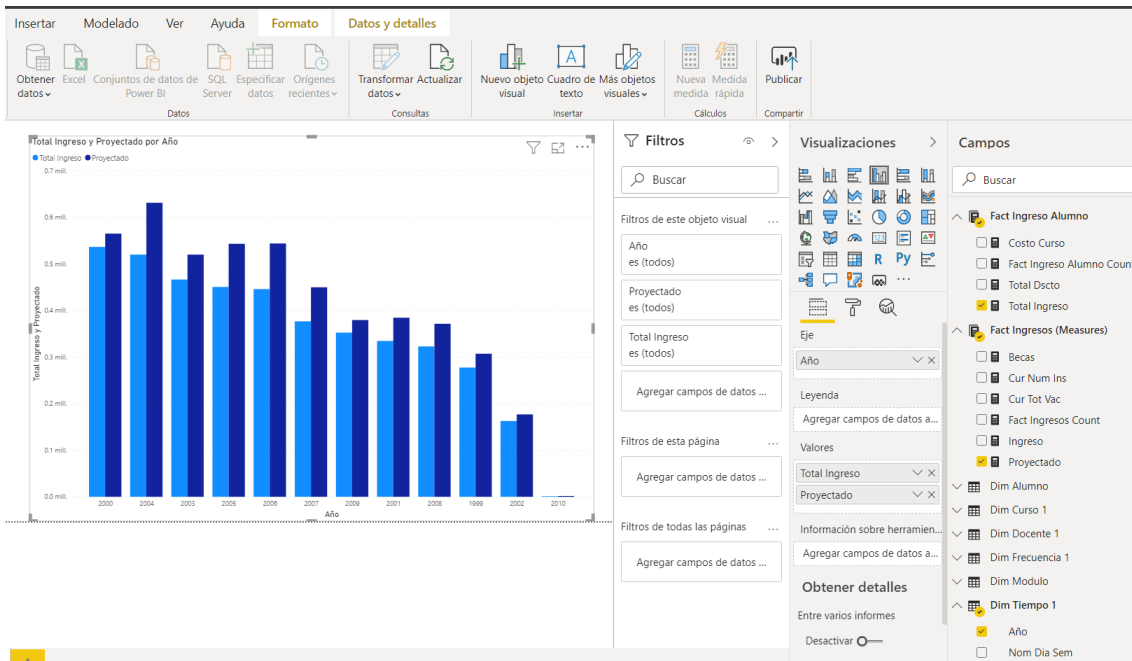 Insertar Modelado Ver Ayuda Formato Datos y detalles
Obtener datos
Excel
Conjuntos de datos de Power BI
SQL Server
Especificar datos
Orígenes recientes
Datos
Transformar datos
Actualizar
Consultas
Nuevo objeto visual
Cuadro de texto
Más objetos visuales
Insertar
Nueva medida
Medida rápida
Cálculos
Publicar
Compartir
Total Ingreso y Proyectado por Año
Total Ingreso Proyectado
0.7 mill.
0.6 mill.
0.5 mill.
0.4 mill.
0.3 mill.
0.2 mill.
0.1 mill.
0.0 mill.
Total Ingreso y Proyectado
2000 2004 2003 2005 2006 2007 2009 2001 2008 1999 2002 2010
Año
Filtros
Buscar
Filtros de este objeto visual ...
Año
es (todos)
Proyectado
es (todos)
Total Ingreso
es (todos)
Agregar campos de datos ...
Filtros de esta página ...
Agregar campos de datos ...
Filtros de todas las páginas ...
Agregar campos de datos ...
Visualizaciones
R Py
Eje
Año
Leyenda
Agregar campos de datos a...
Valores
Total Ingreso
Proyectado
Información sobre herramien...
Agregar campos de datos a...
Obtener detalles
Entre varios informes
Desactivar
Campos
Buscar
Fact Ingreso Alumno
Costo Curso
Fact Ingreso Alumno Coun
Total Dscto
Total Ingreso
Fact Ingresos (Measures)
Becas
Cur Num Ins
Cur Tot Vac
Fact Ingresos Count
Ingreso
Proyectado
Dim Alumno
Dim Curso 1
Dim Docente 1
Dim Frecuencia 1
Dim Modulo
Dim Tiempo 1
Año
Nom Dia Sem